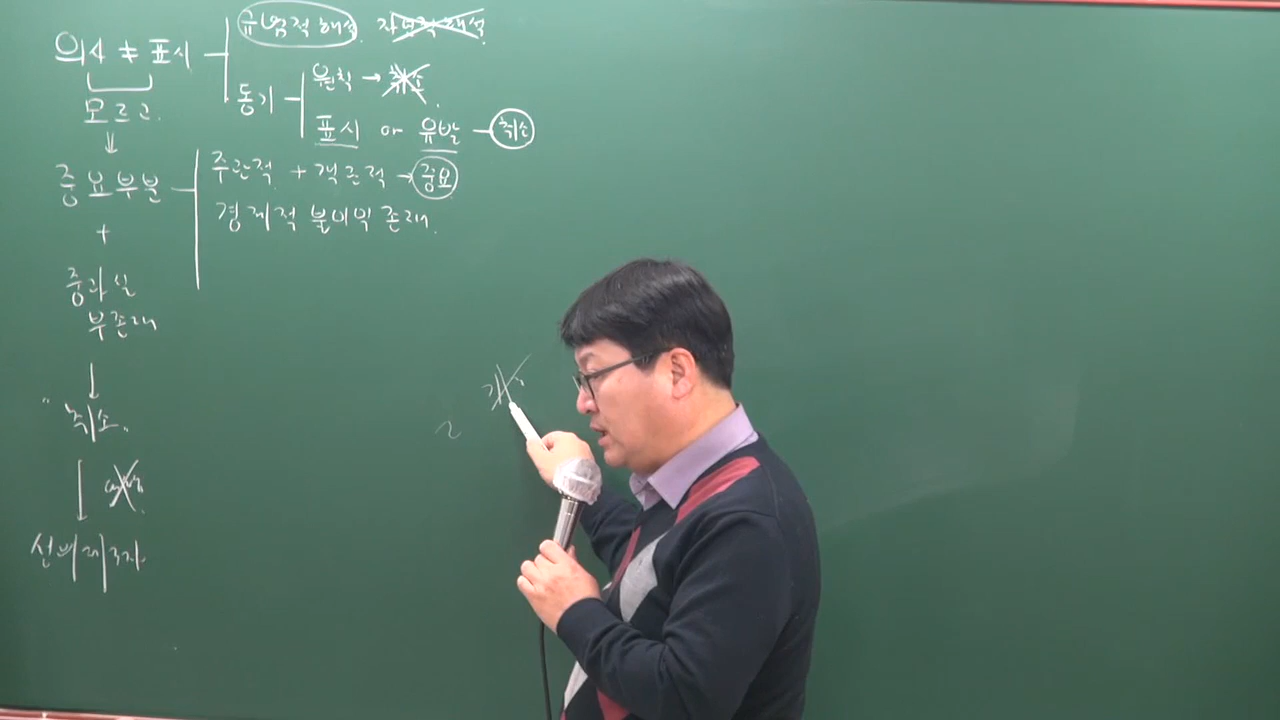 의사 ≠ 표시
모르고
⇓
중요부분
+
중과실
부존재
↓
취소.
선의 제3자
규범적 해석. 자연적 해석.
동기
원칙 → 취소.
표시 or 유발 - 취소
주관적 + 객관적 → 중요
경제적 불이익 존재.